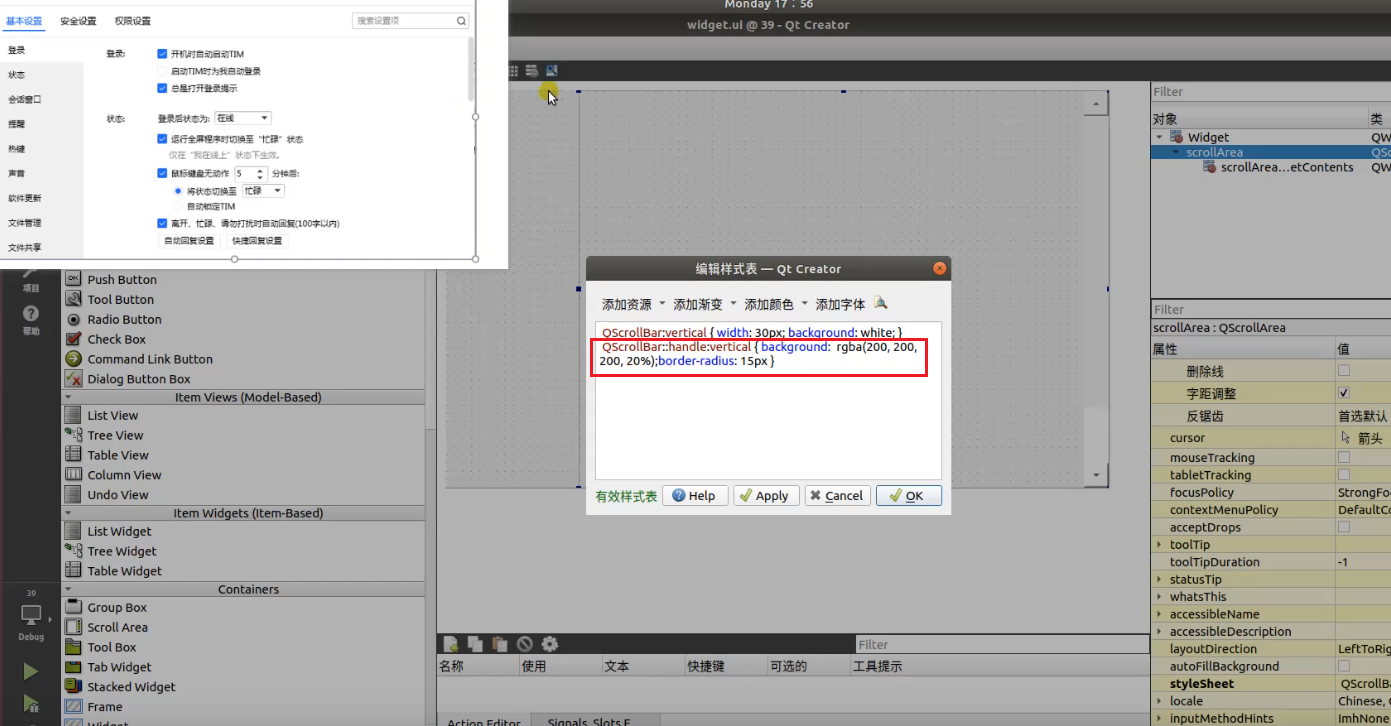 Monday 17 : 56
widget.ui @ 39 - Qt Creator
基本设置 安全设置 权限设置 搜索设置项
登录
状态
会话窗口
提醒
热键
声音
软件更新
文件管理
文件共享
登录: 开机时自动启动TIM
启动TIM时为我自动登录
总是打开登录提示
状态: 登录后状态为: 在线
运行全屏程序时切换至“忙碌”状态
仅在“我在线上”状态下生效。
鼠标键盘无动作 5 分钟后:
将状态切换至 忙碌
自动锁定TIM
离开、忙碌、请勿打扰时自动回复(100字以内)
自动回复设置 快捷回复设置
项目
帮助
39
Debug
Push Button
Tool Button
Radio Button
Check Box
Command Link Button
Dialog Button Box
Item Views (Model-Based)
List View
Tree View
Table View
Column View
Undo View
Item Widgets (Item-Based)
List Widget
Tree Widget
Table Widget
Containers
Group Box
Scroll Area
Tool Box
Tab Widget
Stacked Widget
Frame
Widget
编辑样式表 — Qt Creator
添加资源 添加渐变 添加颜色 添加字体
QScrollBar:vertical { width: 30px; background: white; }
QScrollBar::handle:vertical { background: rgba(200, 200,
200, 20%);border-radius: 15px }
有效样式表 Help Apply Cancel OK
Filter
名称 使用 文本 快捷键 可选的 工具提示
Action Editor Signals_Slots E
Filter
对象 类
Widget QW
scrollArea QSc
scrollArea...etContents QW
Filter
scrollArea : QScrollArea
属性 值
删除线
字距调整
反锯齿 首选默认
cursor 箭头
mouseTracking
tabletTracking
focusPolicy StrongFo
contextMenuPolicy DefaultCo
acceptDrops
toolTip
toolTipDuration -1
statusTip
whatsThis
accessibleName
accessibleDescription
layoutDirection LeftToRig
autoFillBackground
styleSheet QScrollBa
locale Chinese, C
inputMethodHints ImhNone